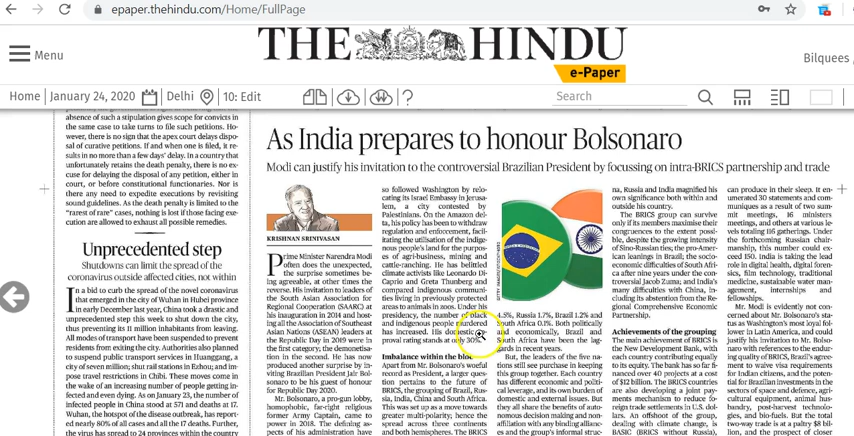 epaper.thehindu.com/Home/FullPage
Menu
THE HINDU
e-Paper
Bilquees
Home | January 24, 2020 Delhi 10: Edit
Search
absence of such a stipulation gives scope for convicts in
the same case to take turns to file such petitions. How-
ever, there is no sign that the apex court delays dispo-
sal of curative petitions. If and when one is filed, it re-
sults in no more than a few days' delay. In a country that
unfortunately retains the death penalty, there is no ex-
cuse for delaying the disposal of any petition, either in
court, or before constitutional functionaries. Nor is
there any need to expedite executions by revisiting
sound guidelines. As the death penalty is limited to the
"rarest of rare" cases, nothing is lost if those facing exe-
cution are allowed to exhaust all possible remedies.
Unprecedented step
Shutdowns can limit the spread of the
coronavirus outside affected cities, not within
In a bid to curb the spread of the novel coronavirus
that emerged in the city of Wuhan in Hubei province
in early December last year, China took a drastic and
unprecedented step this week to shut down the city,
thus preventing its 11 million inhabitants from leaving.
All modes of transport have been suspended to prevent
residents from exiting the city. Authorities also planned
to suspend public transport services in Huanggang, a
city of seven million; shut rail stations in Ezhou; and im-
pose travel restrictions in Chibi. These moves come in
the wake of an increasing number of people getting in-
fected and even dying. As on January 23, the number of
infected people in China stood at 571 and deaths at 17.
Wuhan, the hotspot of the disease outbreak, has report-
ed nearly 80% of all cases and all the 17 deaths. Further,
the virus has spread to 24 provinces within the country
As India prepares to honour Bolsonaro
Modi can justify his invitation to the controversial Brazilian President by focussing on intra-BRICS partnership and trade
KRISHNAN SRINIVASAN
Prime Minister Narendra Modi
often does the unexpected,
the surprise sometimes be-
ing agreeable, at other times the
reverse. His invitation to leaders of
the South Asian Association for
Regional Cooperation (SAARC) at
his inauguration in 2014 and host-
ing all the Association of Southeast
Asian Nations (ASEAN) leaders at
the Republic Day in 2019 were in
the first category; the demonetisa-
tion in the second. He has now
produced another surprise by in-
viting Brazilian President Jair Bol-
sonaro to be his guest of honour
for Republic Day 2020.
Mr. Bolsonaro, a pro-gun lobby,
homophobic, far-right religious
former Army Captain, came to
power in 2018. The defining as-
pects of his administration have
so followed Washington by relo-
cating its Israel Embassy in Jerusa-
lem, a city contested by
Palestinians. On the Amazon del-
ta, his policy has been to withdraw
regulation and enforcement, facil-
itating the utilisation of the indige-
nous people's land for the purpos-
es of agri-business, mining and
cattle-ranching. He has belittled
climate activists like Leonardo Di-
Caprio and Greta Thunberg and
compared indigenous communi-
ties living in previously protected
areas to animals in zoos. Under his
presidency, the number of black
and indigenous people murdered
has increased. His domestic ap-
proval rating stands at only 30%.
Imbalance within the bloc
Apart from Mr. Bolsonaro's woeful
record as President, a larger ques-
tion pertains to the future of
BRICS, the grouping of Brazil, Rus-
sia, India, China and South Africa.
This was set up as a move towards
greater multi-polarity; hence the
spread across three continents
and both hemispheres. The BRICS
GETTY IMAGES/ISTOCKPHOTO
4.5%, Russia 1.7%, Brazil 1.2% and
South Africa 0.1%. Both politically
and economically, Brazil and
South Africa have been the lag-
gards in recent years.
But, the leaders of the five na-
tions still see purpose in keeping
this group together. Each country
has different economic and politi-
cal leverage, and its own burden of
domestic and external issues. But
they all share the benefits of auto-
nomous decision making and non-
affiliation with any binding allianc-
es and the group's informal struc-
na, Russia and India magnified his
own significance both within and
outside his country.
The BRICS group can survive
only if its members maximise their
congruences to the extent possi-
ble, despite the growing intensity
of Sino-Russian ties; the pro-Amer-
ican leanings in Brazil; the socio-
economic difficulties of South Afri-
ca after nine years under the con-
troversial Jacob Zuma; and India's
many difficulties with China, in-
cluding its abstention from the Re-
gional Comprehensive Economic
Partnership.
Achievements of the grouping
The main achievement of BRICS is
the New Development Bank, with
each country contributing equally
to its equity. The bank has so far fi-
nanced over 40 projects at a cost
of $12 billion. The BRICS countries
are also developing a joint pay-
ments mechanism to reduce for-
eign trade settlements in U.S. dol-
lars. An offshoot of the group,
dealing with climate change, is
BASIC (BRICS without Russia),
can produce in their sleep. It en-
umerated 30 statements and com-
muniques as a result of two sum-
mit meetings, 16 ministers
meetings, and others at various le-
vels totaling 116 gatherings. Under
the forthcoming Russian chair-
manship, this number could ex-
ceed 150. India is taking the lead
role in digital health, digital foren-
sics, film technology, traditional
medicine, sustainable water man-
agement, internships and
fellowships.
Mr. Modi is evidently not con-
cerned about Mr. Bolsonaro's sta-
tus as Washington's most loyal fol-
lower in Latin America, and could
justify his invitation to Mr. Bolso-
naro with references to the endur-
ing quality of BRICS, Brazil's agree-
ment to waive visa requirements
for Indian citizens, and the poten-
tial for Brazilian investments in the
sectors of space and defence, agri-
cultural equipment, animal hus-
bandry, post-harvest technolo-
gies, and bio-fuels. But the total
two-way trade is at a paltry $8 bil-
lion, and the prospect of closer